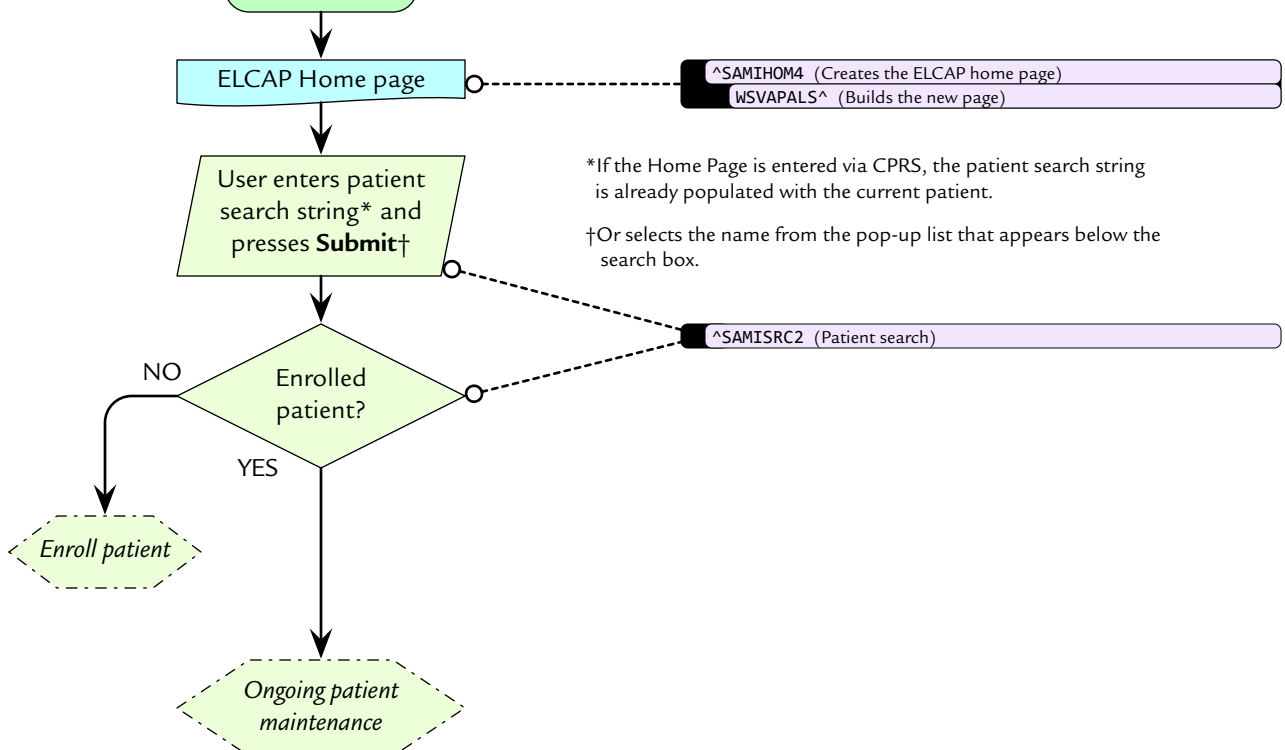 ELCAP Home page
^SAMIHOM4 (Creates the ELCAP home page)
WSVAPALS^ (Builds the new page)
User enters patient
search string* and
presses Submit†
*If the Home Page is entered via CPRS, the patient search string
is already populated with the current patient.
†Or selects the name from the pop-up list that appears below the
search box.
^SAMISRC2 (Patient search)
NO
Enrolled
patient?
YES
Enroll patient
Ongoing patient
maintenance